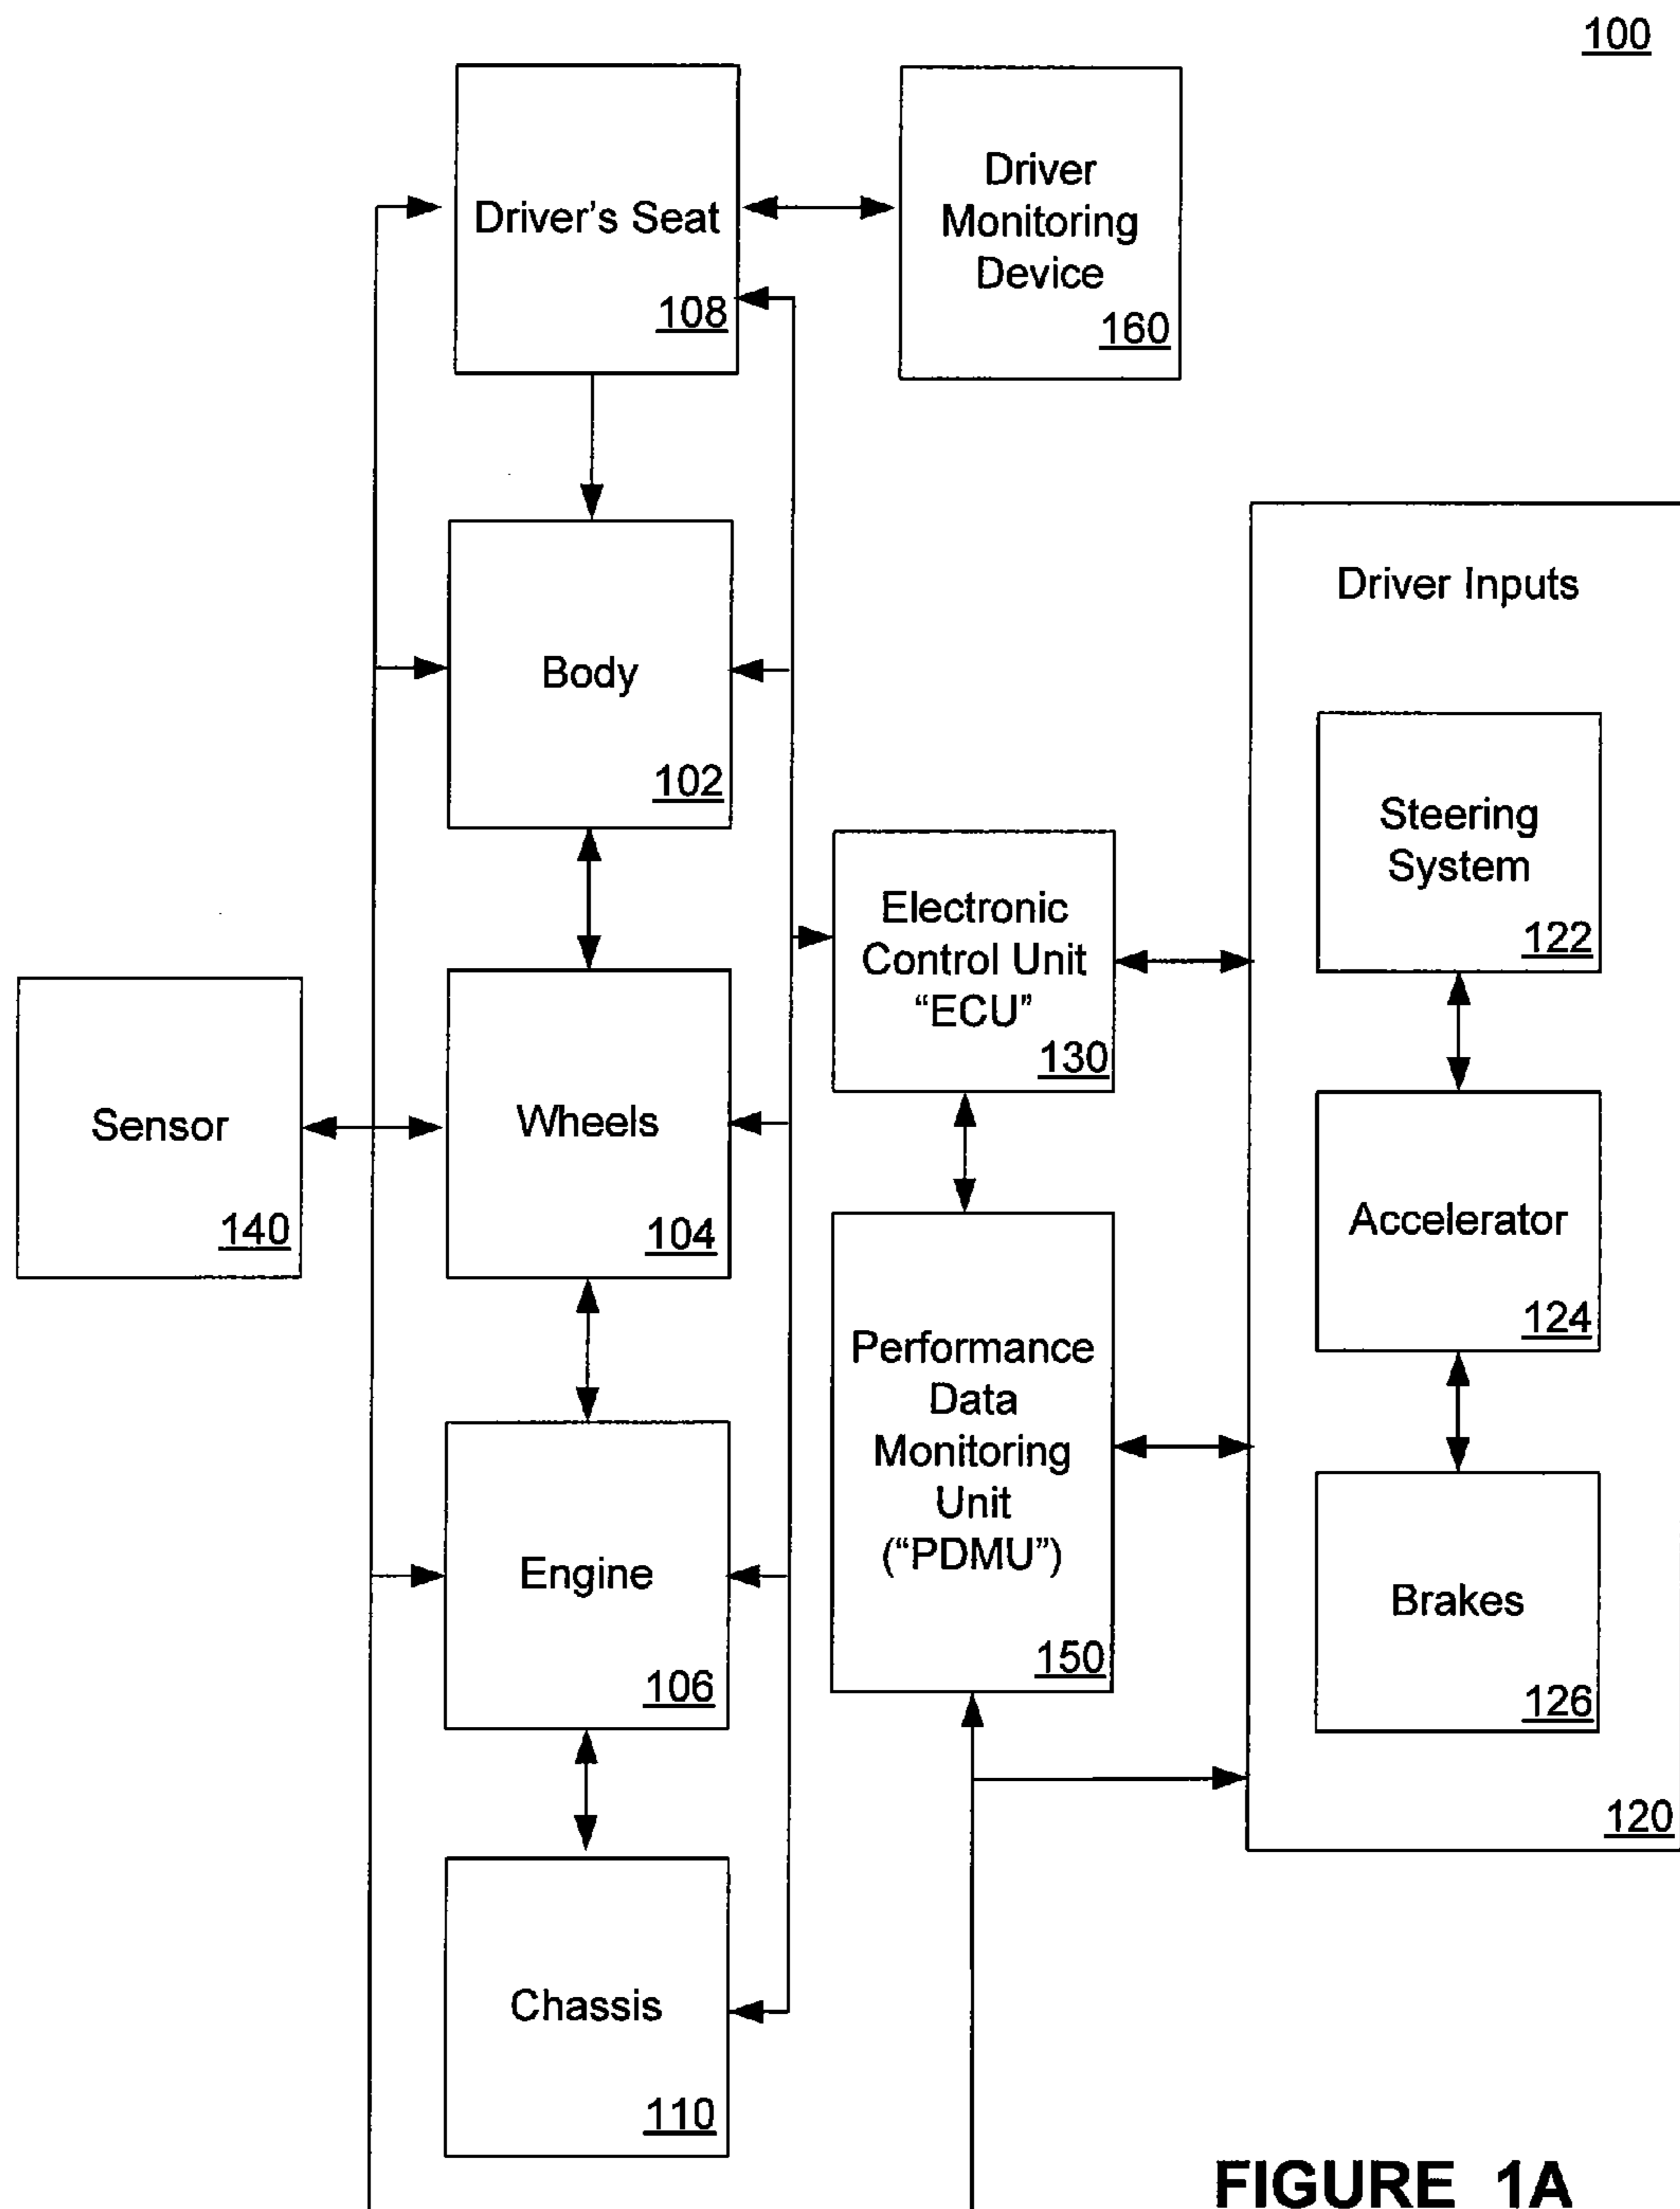 100
Driver's Seat
108
Driver
Monitoring
Device
160
Body
102
Driver Inputs
Steering
System
122
Electronic
Control Unit
“ECU”
130
Sensor
140
Wheels
104
Accelerator
124
Performance
Data
Monitoring
Unit
(“PDMU”)
150
Engine
106
Brakes
126
120
Chassis
110
FIGURE 1A